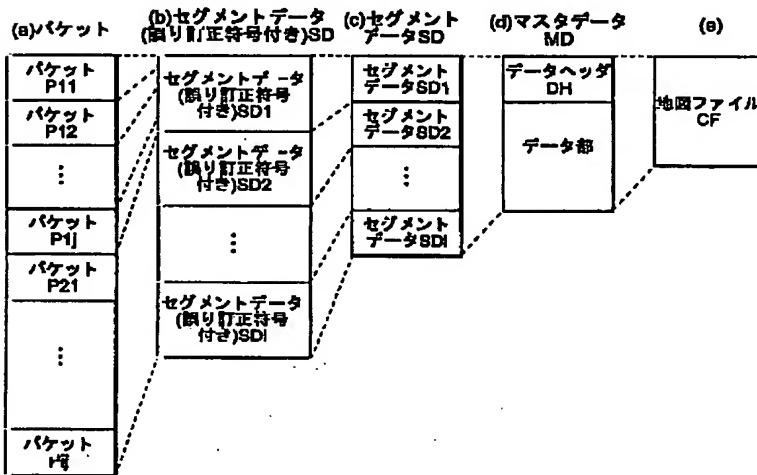 (a)パケット
パケット
P11
パケット
P12
⋮
パケット
P1j
パケット
P21
⋮
パケット
(b)セグメントデータ
(誤り訂正符号付き)SD
セグメントデータ
(誤り訂正符号
付き)SD1
セグメントデータ
(誤り訂正符号
付き)SD2
⋮
セグメントデータ
(誤り訂正符号
付き)SDi
(c)セグメント
データSD
セグメント
データSD1
セグメント
データSD2
⋮
セグメント
データSDi
(d)マスタデータ
MD
データヘッダ
DH
データ部
(e)
地図ファイル
CF